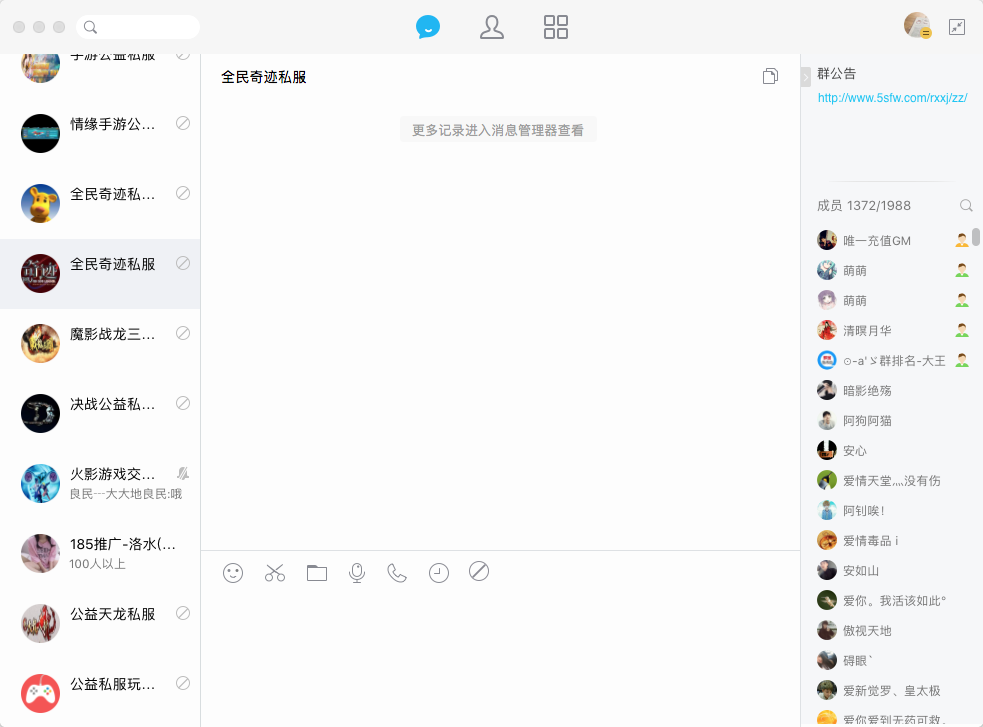 手游公益私服
情缘手游公…
全民奇迹私…
全民奇迹私服
魔影战龙三…
决战公益私…
火影游戏交…
良民┈大大地良民:哦
185推广-洛水(…
100人以上
公益天龙私服
公益私服玩…
全民奇迹私服
更多记录进入消息管理器查看
群公告
http://www.5sfw.com/rxxj/zz/
成员 1372/1988
唯一充值GM
萌萌
萌萌
清暝月华
⊙-a'ゞ群排名-大王
暗影绝殇
阿狗阿猫
安心
爱情天堂灬没有伤
阿钊唉！
爱情毒品 i
安如山
爱你。我活该如此°
傲视天地
碍眼`
爱新觉罗、皇太极
爱你爱到无药可救.